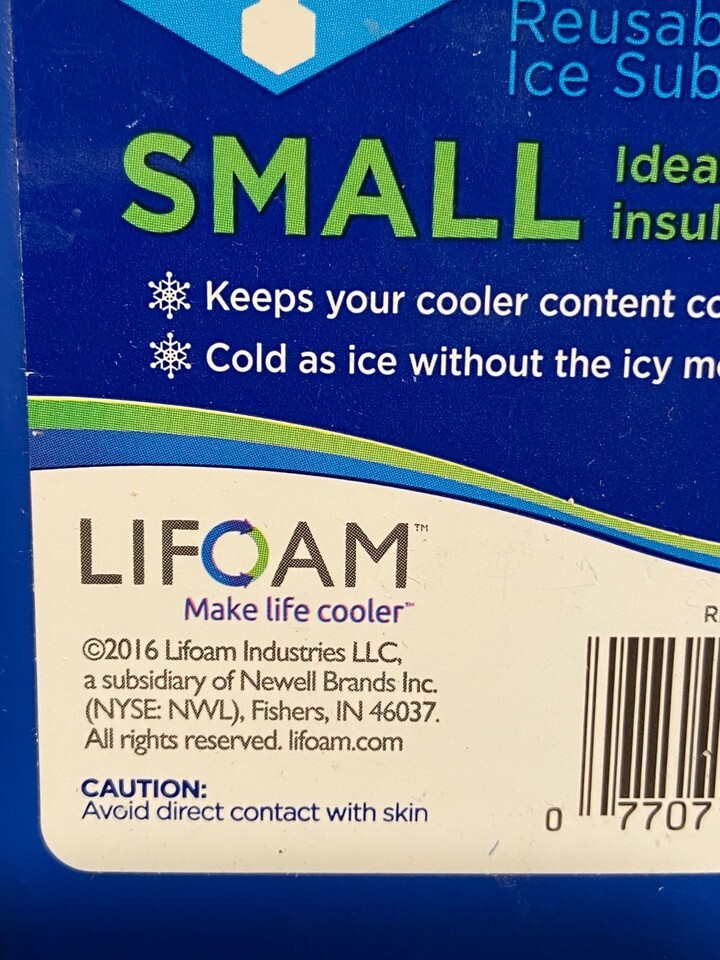 Reusab
Ice Sub
SMALL
Idea
insul
Keeps your cooler content co
Cold as ice without the icy m
LIFOAM™
Make life cooler™
©2016 Lifoam Industries LLC,
a subsidiary of Newell Brands Inc.
(NYSE: NWL), Fishers, IN 46037.
All rights reserved. lifoam.com
CAUTION:
Avoid direct contact with skin
R
0 7707